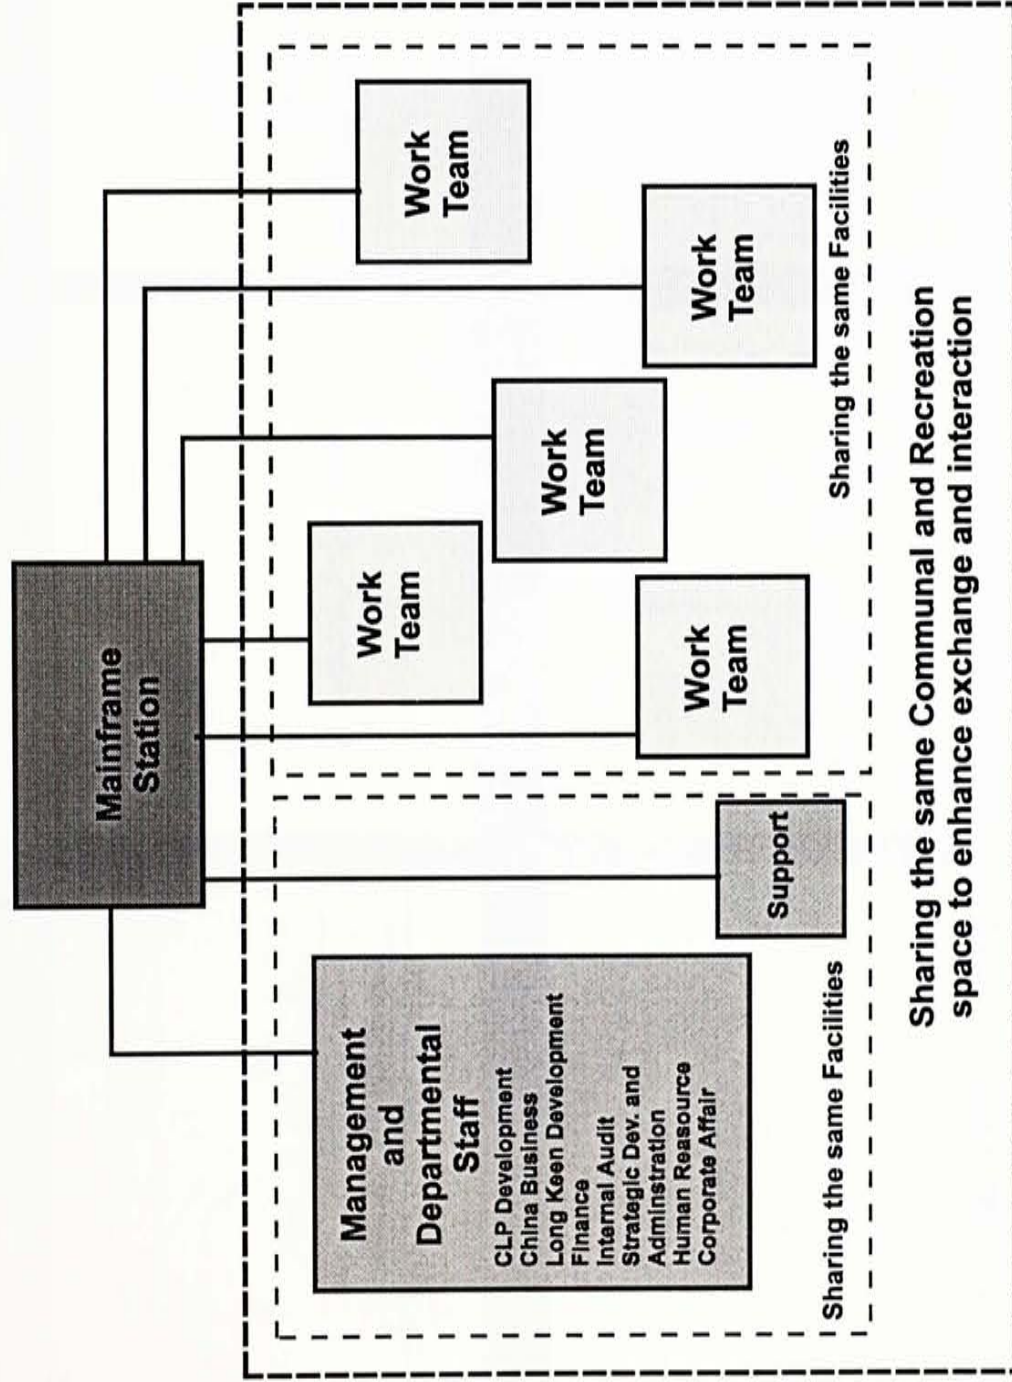 Mainframe
Station
Management
and
Departmental
Staff
CLP Development
China Business
Long Keen Development
Finance
Internal Audit
Strategic Dev. and
Adminstration
Human Reasource
Corporate Affair
Support
Sharing the same Facilities
Work
Team
Work
Team
Work
Team
Work
Team
Work
Team
Sharing the same Facilities
Sharing the same Communal and Recreation
space to enhance exchange and interaction